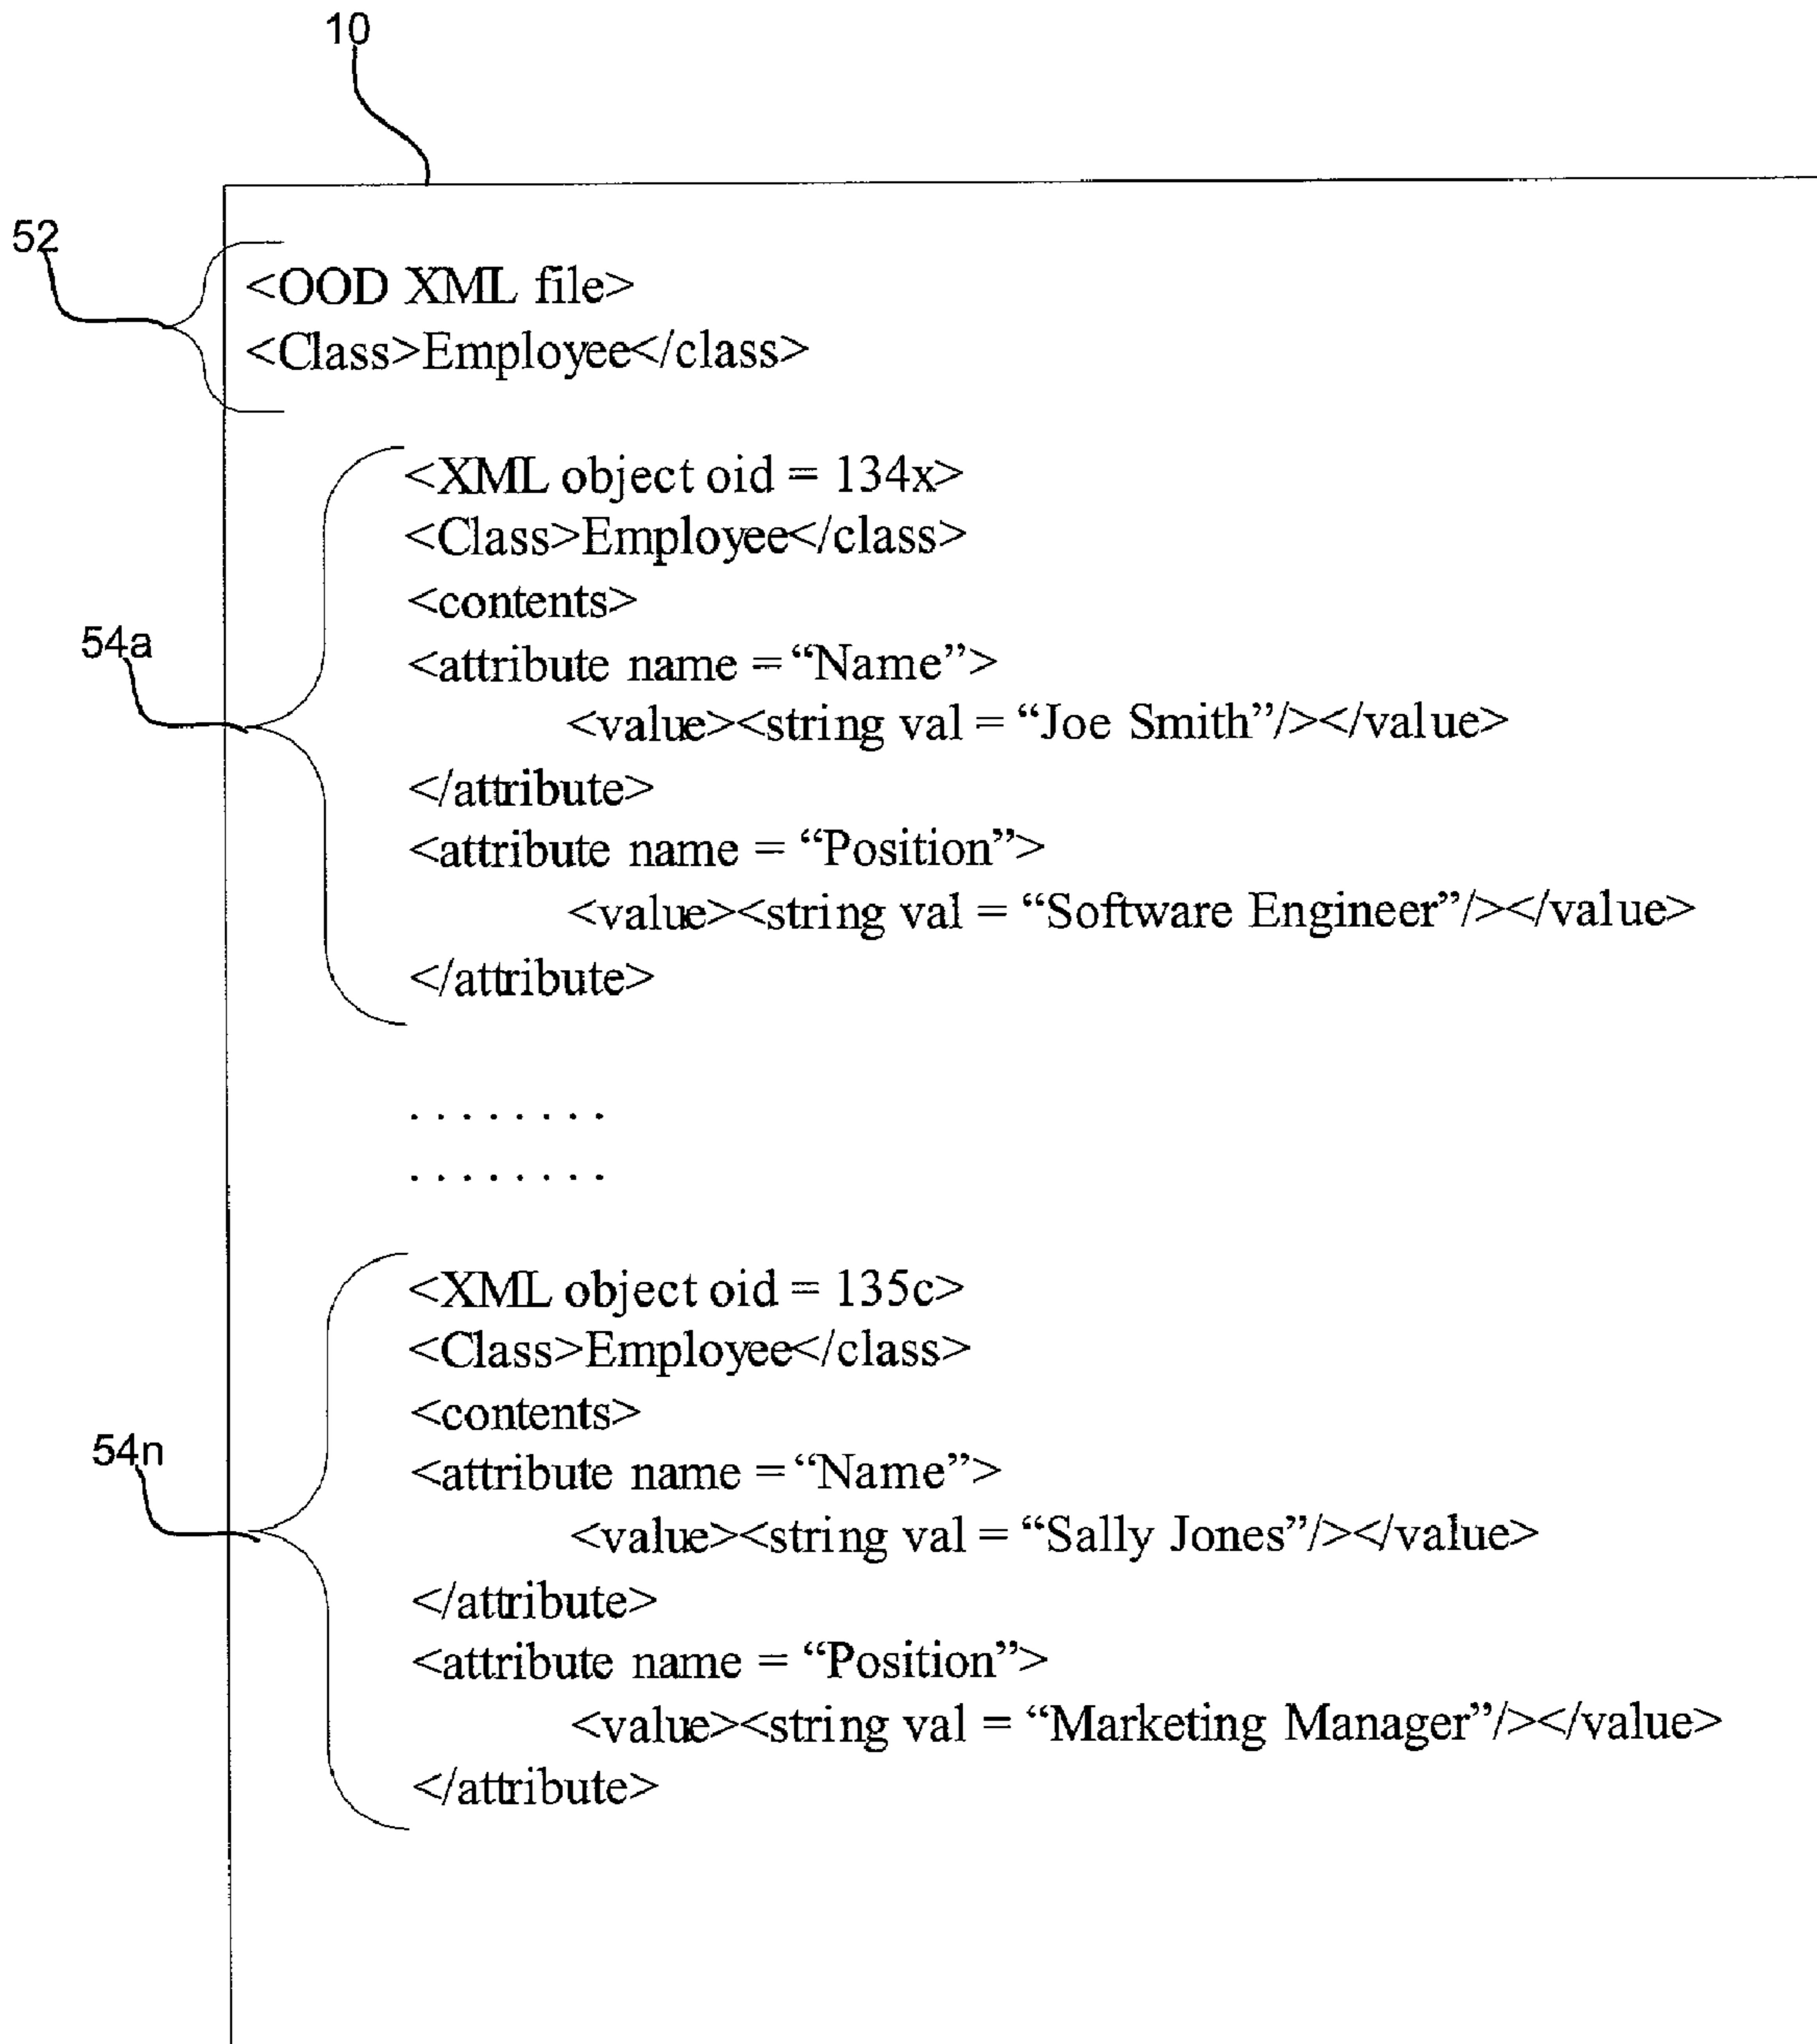 10
52
<OOD XML file>
<Class>Employee</class>
54a
<XML object oid = 134x>
<Class>Employee</class>
<contents>
<attribute name = “Name”>
<value><string val = “Joe Smith”/></value>
</attribute>
<attribute name = “Position”>
<value><string val = “Software Engineer”/></value>
</attribute>
. . . . . . . .
. . . . . . . .
54n
<XML object oid = 135c>
<Class>Employee</class>
<contents>
<attribute name = “Name”>
<value><string val = “Sally Jones”/></value>
</attribute>
<attribute name = “Position”>
<value><string val = “Marketing Manager”/></value>
</attribute>